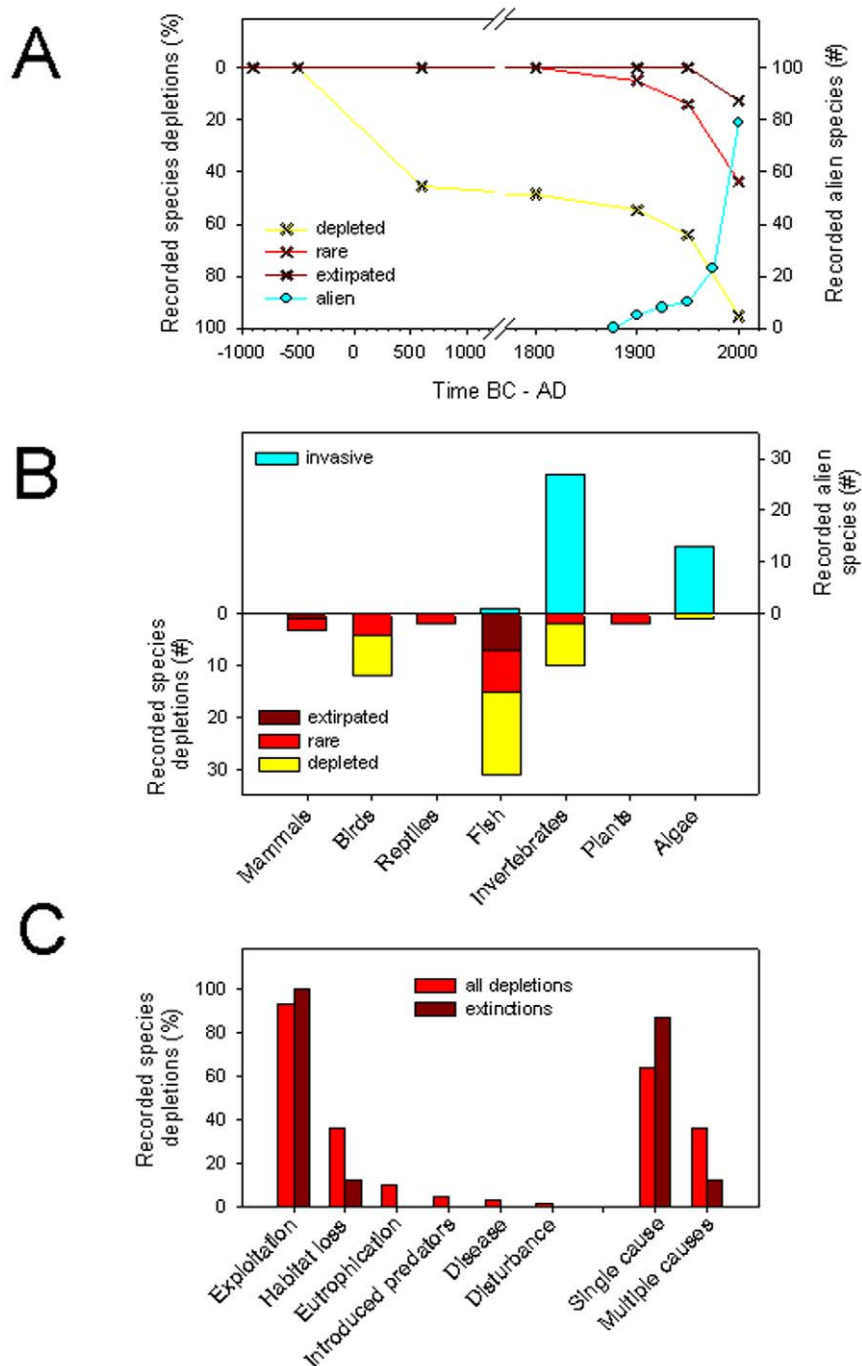 A
Recorded species depletions (%)
0
20
40
60
80
100
depleted
rare
extirpated
alien
Recorded alien species (#)
100
80
60
40
20
0
-1000 -500 0 500 1000 1800 1900 2000
Time BC - AD
B
invasive
Recorded alien
species (#)
30
20
10
0
Recorded species
depletions (#)
0
10
20
30
extirpated
rare
depleted
Mammals
Birds
Reptiles
Fish
Invertebrates
Plants
Algae
C
Recorded species
depletions (%)
100
80
60
40
20
0
all depletions
extinctions
Exploitation
Habitat loss
Eutrophication
Introduced predators
Disease
Disturbance
Single cause
Multiple causes